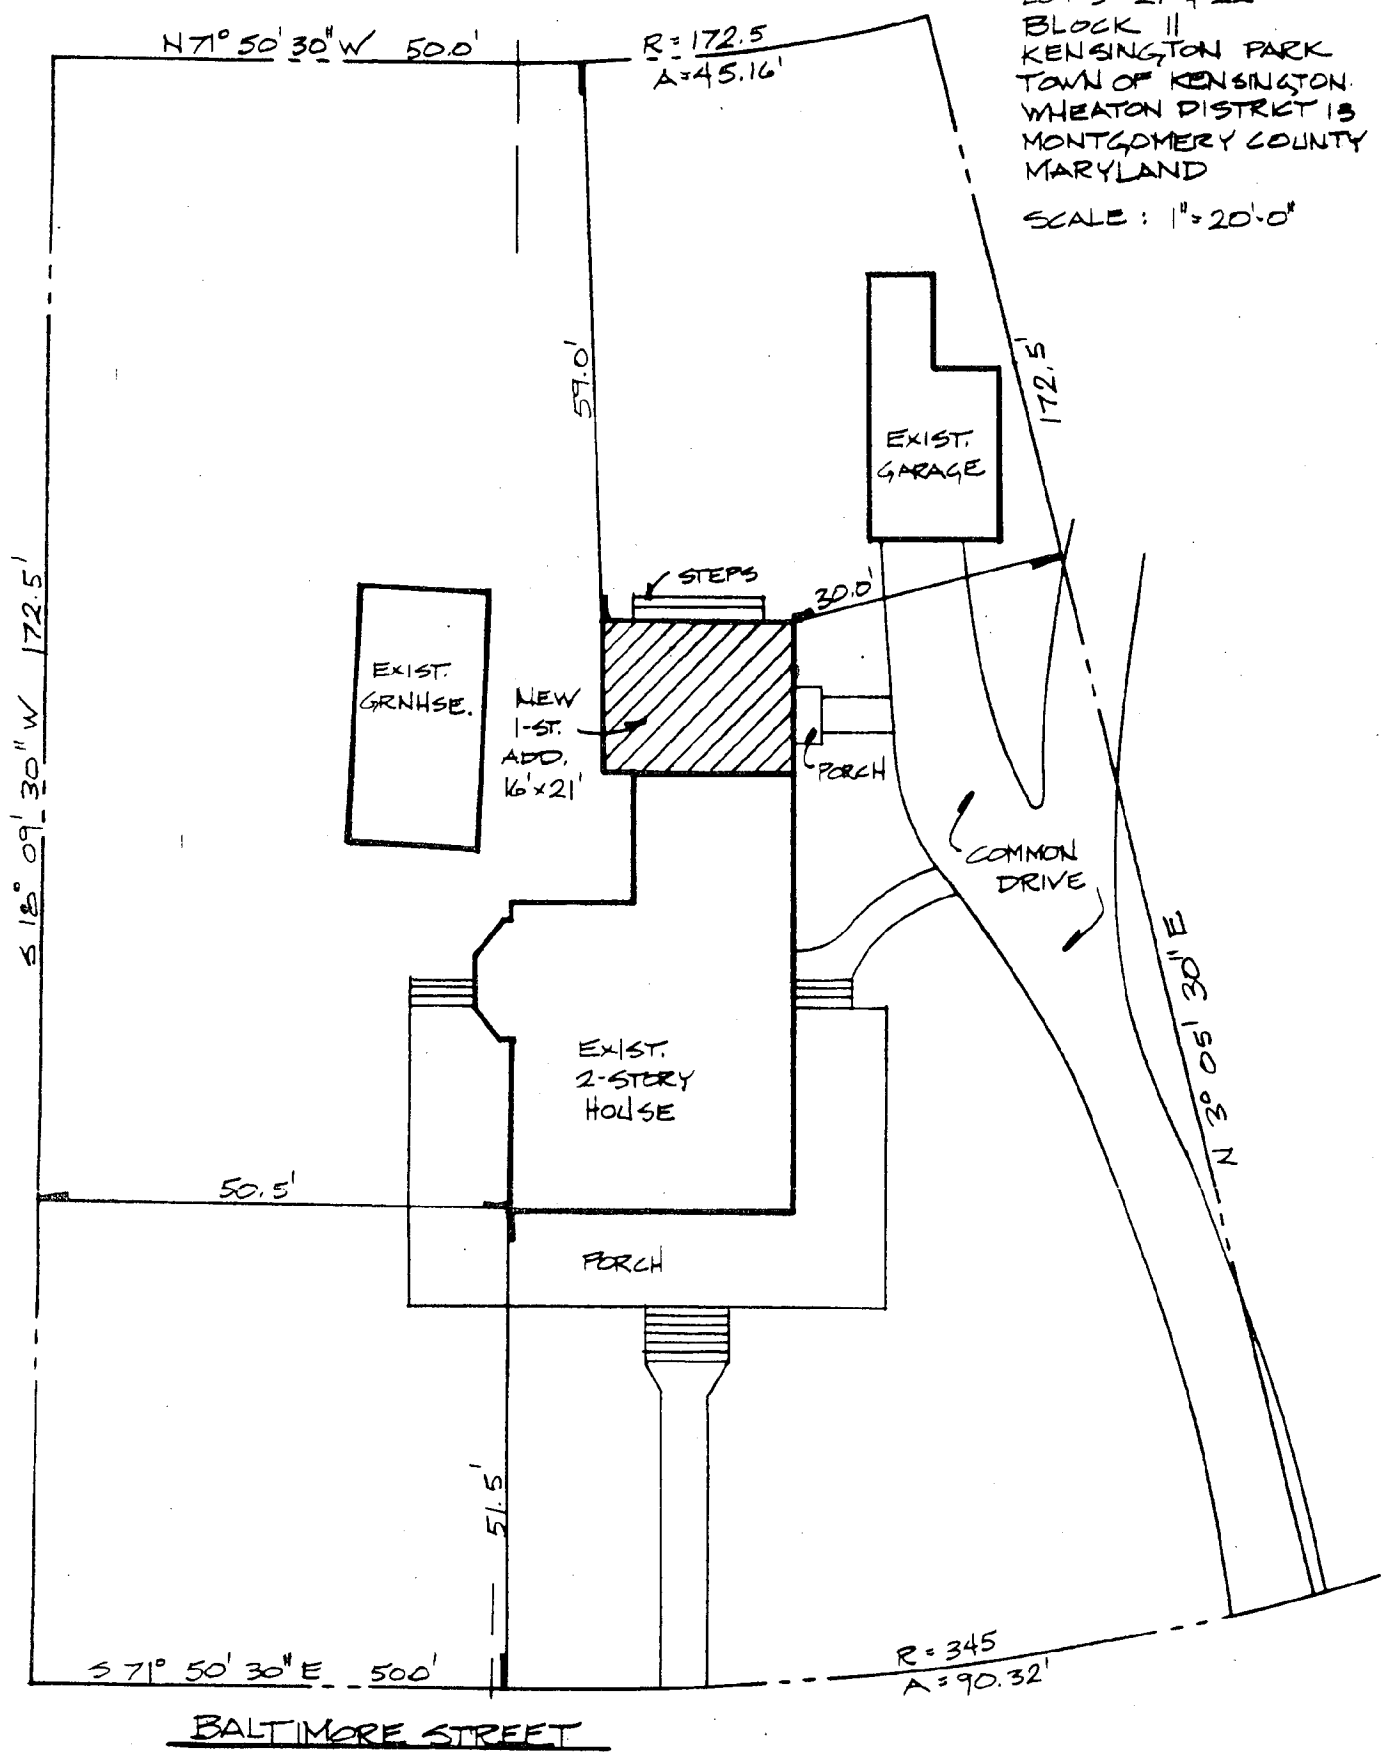 BLOCK 11
KENSINGTON PARK
TOWN OF KENSINGTON
WHEATON DISTRICT 13
MONTGOMERY COUNTY
MARYLAND
SCALE : 1"=20'-0"
N 71° 50' 30" W 50.0'
R = 172.5
A = 45.16'
59.0'
172.5'
EXIST.
GARAGE
S 18° 09' 30" W 172.5'
STEPS
30.0'
EXIST.
GRNHSE.
NEW
1-ST.
ADD.
16'x21'
PORCH
COMMON
DRIVE
N 3° 05' 30" E
EXIST.
2-STORY
HOUSE
50.5'
PORCH
51.5'
S 71° 50' 30" E 50.0'
R = 345
A = 90.32'
BALTIMORE STREET